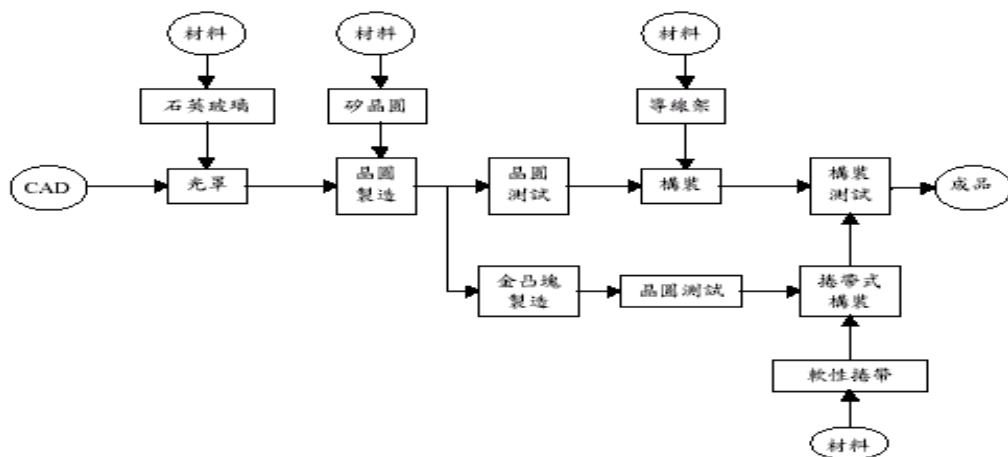 材料
材料
材料
石英玻璃
矽晶圓
導線架
CAD
光罩
晶圓
製造
晶圓
測試
構裝
構裝
測試
成品
金凸塊
製造
晶圓測試
捲帶式
構裝
軟性捲帶
材料